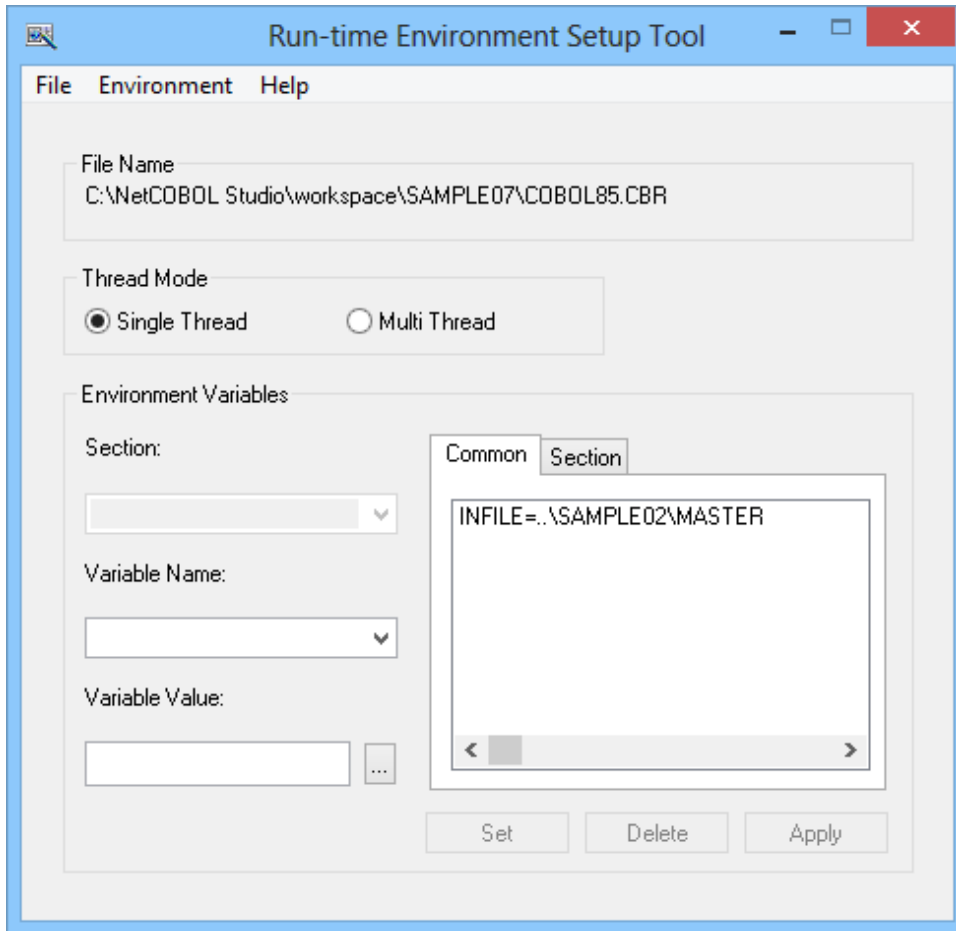 Run-time Environment Setup Tool
File Environment Help
File Name
C:\NetCOBOL Studio\workspace\SAMPLE07\COBOL85.CBR
Thread Mode
Single Thread Multi Thread
Environment Variables
Section:
Common Section
INFILE=..\SAMPLE02\MASTER
Variable Name:
Variable Value:
...
Set Delete Apply